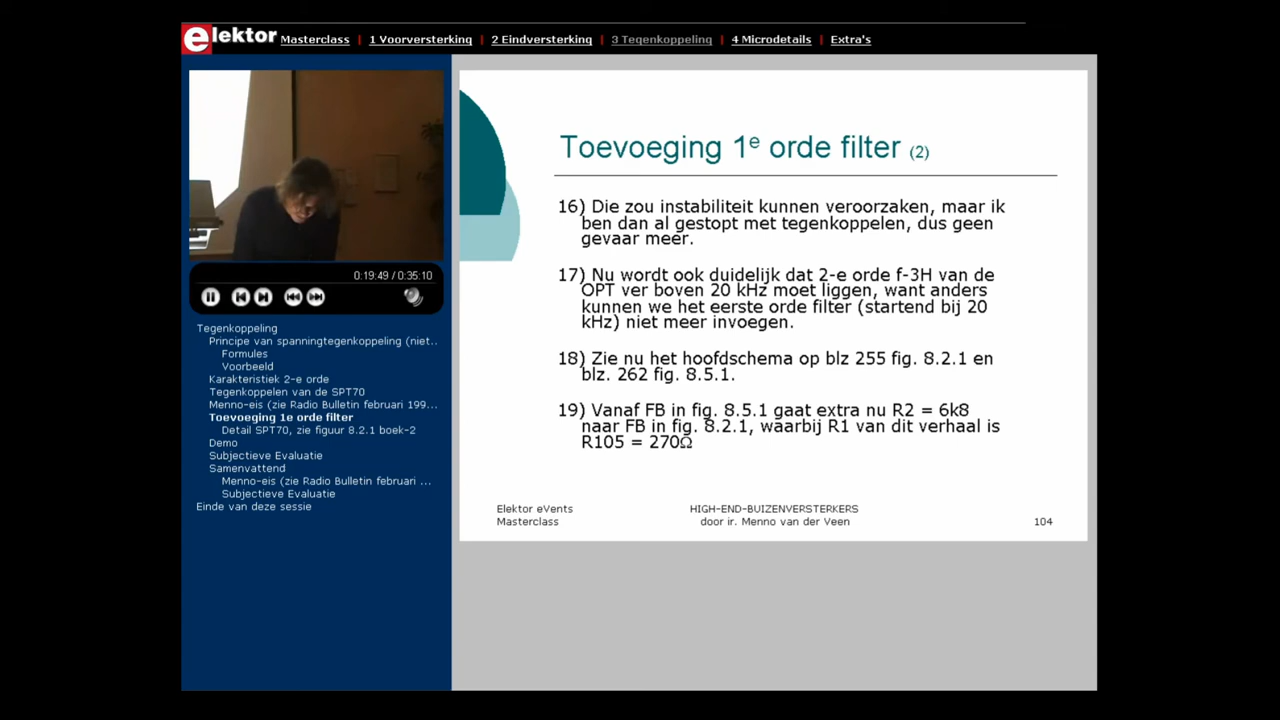 elektor Masterclass | 1 Voorversterking | 2 Eindversterking | 3 Tegenkoppeling | 4 Microdetails | Extra's
0:19:49 / 0:35:10
Tegenkoppeling
Principe van spanningtegenkoppeling (niet..
Formules
Voorbeeld
Karakteristiek 2-e orde
Tegenkoppelen van de SPT70
Menno-eis (zie Radio Bulletin februari 199...
Toevoeging 1e orde filter
Detail SPT70, zie figuur 8.2.1 boek-2
Demo
Subjectieve Evaluatie
Samenvattend
Menno-eis (zie Radio Bulletin februari ...
Subjectieve Evaluatie
Einde van deze sessie
Toevoeging 1e orde filter (2)
16) Die zou instabiliteit kunnen veroorzaken, maar ik
ben dan al gestopt met tegenkoppelen, dus geen
gevaar meer.
17) Nu wordt ook duidelijk dat 2-e orde f-3H van de
OPT ver boven 20 kHz moet liggen, want anders
kunnen we het eerste orde filter (startend bij 20
kHz) niet meer invoegen.
18) Zie nu het hoofdschema op blz 255 fig. 8.2.1 en
blz. 262 fig. 8.5.1.
19) Vanaf FB in fig. 8.5.1 gaat extra nu R2 = 6k8
naar FB in fig. 8.2.1, waarbij R1 van dit verhaal is
R105 = 270Ω
Elektor eVents
Masterclass
HIGH-END-BUIZENVERSTERKERS
door ir. Menno van der Veen
104